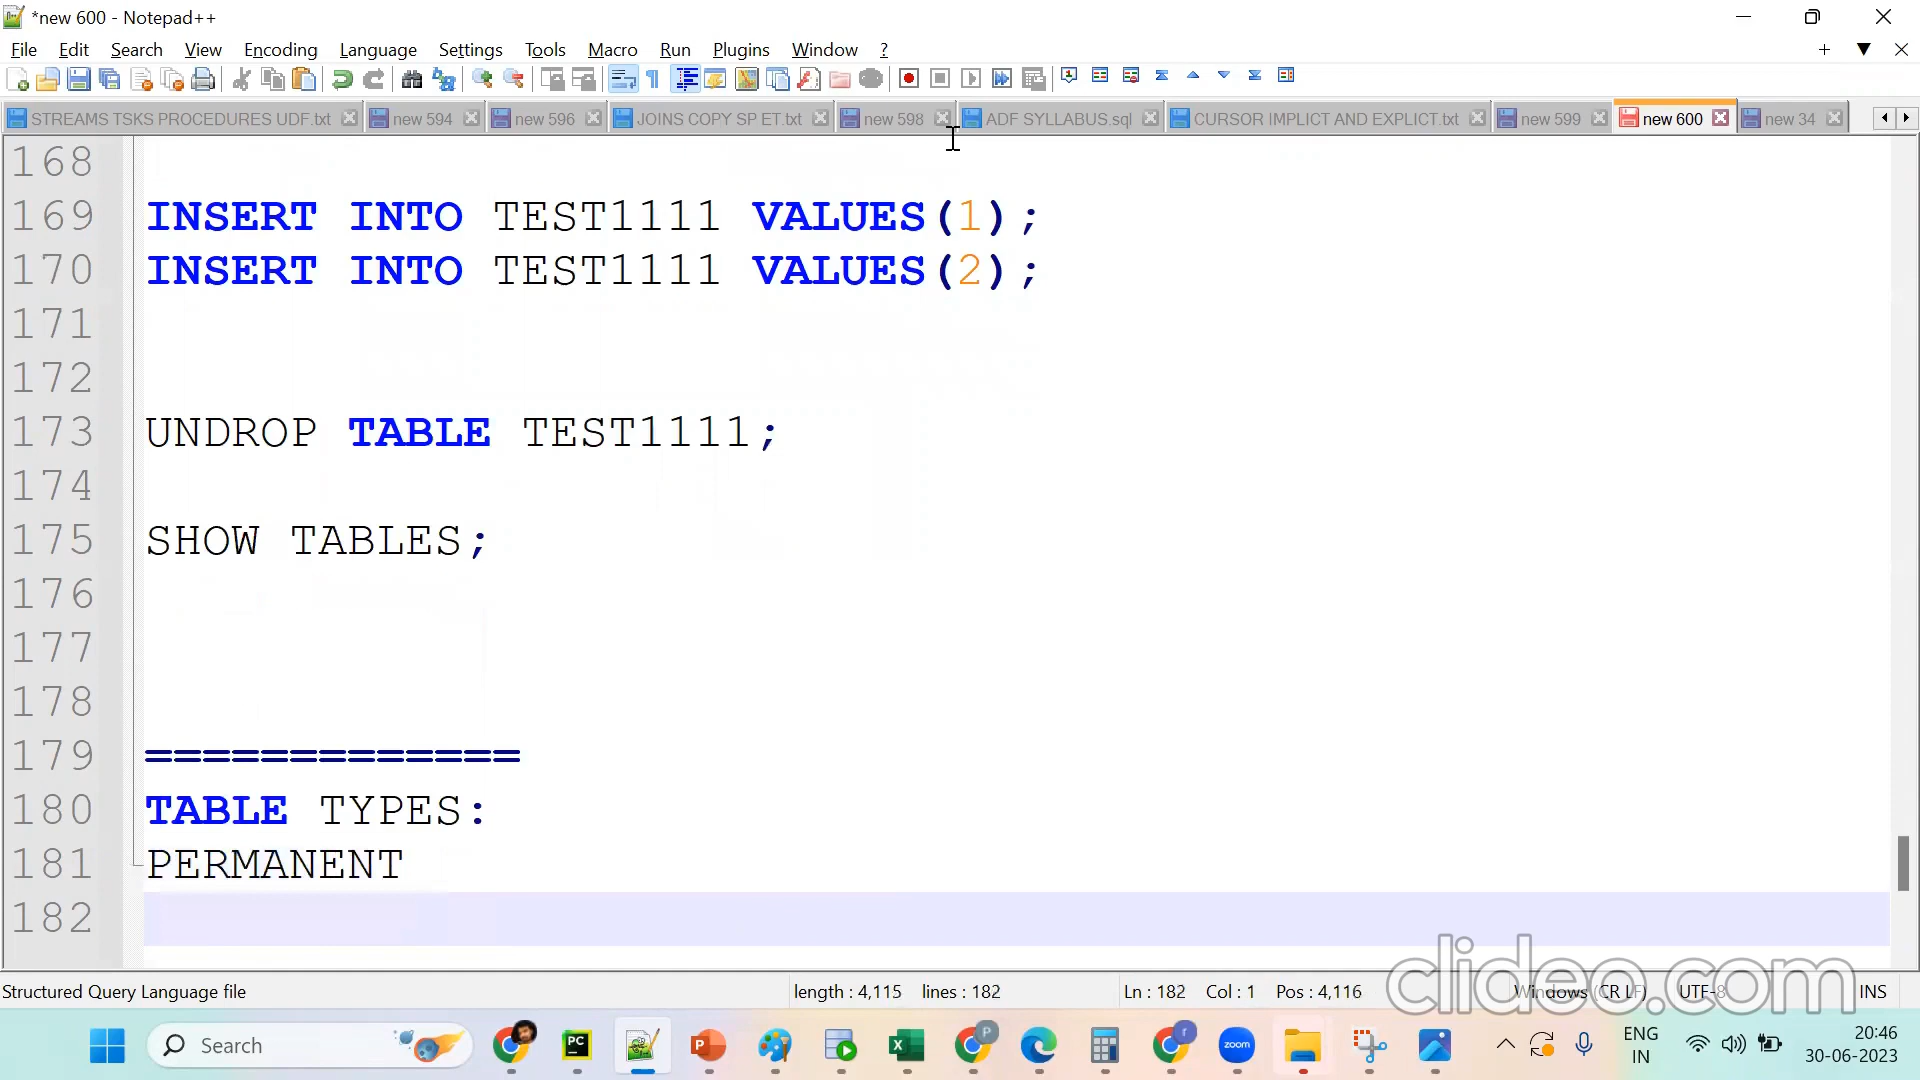 *new 600 - Notepad++
File Edit Search View Encoding Language Settings Tools Macro Run Plugins Window ?
STREAMS TSKS PROCEDURES UDF.txt new 594 new 596 JOINS COPY SP ET.txt new 598 ADF SYLLABUS.sql CURSOR IMPLICT AND EXPLICT.txt new 599 new 600 new 34
168
169 INSERT INTO TEST1111 VALUES(1);
170 INSERT INTO TEST1111 VALUES(2);
171
172
173 UNDROP TABLE TEST1111;
174
175 SHOW TABLES;
176
177
178
179 =============
180 TABLE TYPES:
181 PERMANENT
182
clideo.com
Structured Query Language file length : 4,115 lines : 182 Ln : 182 Col : 1 Pos : 4,116 Windows (CR LF) UTF-8 INS
Search PC P r zoom ENG 20:46
IN 30-06-2023